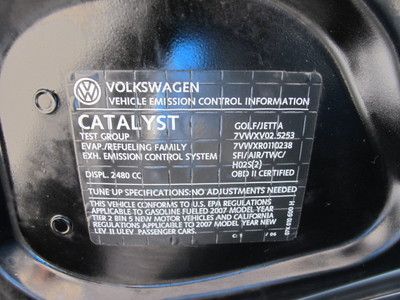 VOLKSWAGEN
VEHICLE EMISSION CONTROL INFORMATION
CATALYST GOLF/JETTA
TEST GROUP 7VWXV02.5253
EVAP./REFUELING FAMILY 7VWXR0110238
EXH. EMISSION CONTROL SYSTEM SFI/AIR/TWC/
HO2S(2)
DISPL. 2480 CC OBD II CERTIFIED
TUNE UP SPECIFICATIONS: NO ADJUSTMENTS NEEDED
THIS VEHICLE CONFORMS TO U.S. EPA REGULATIONS
APPLICABLE TO GASOLINE FUELED 2007 MODEL YEAR
TIER 2 BIN 5 NEW MOTOR VEHICLES AND CALIFORNIA
REGULATIONS APPLICABLE TO 2007 MODEL YEAR NEW
LEV II ULEV PASSENGER CARS. / 06